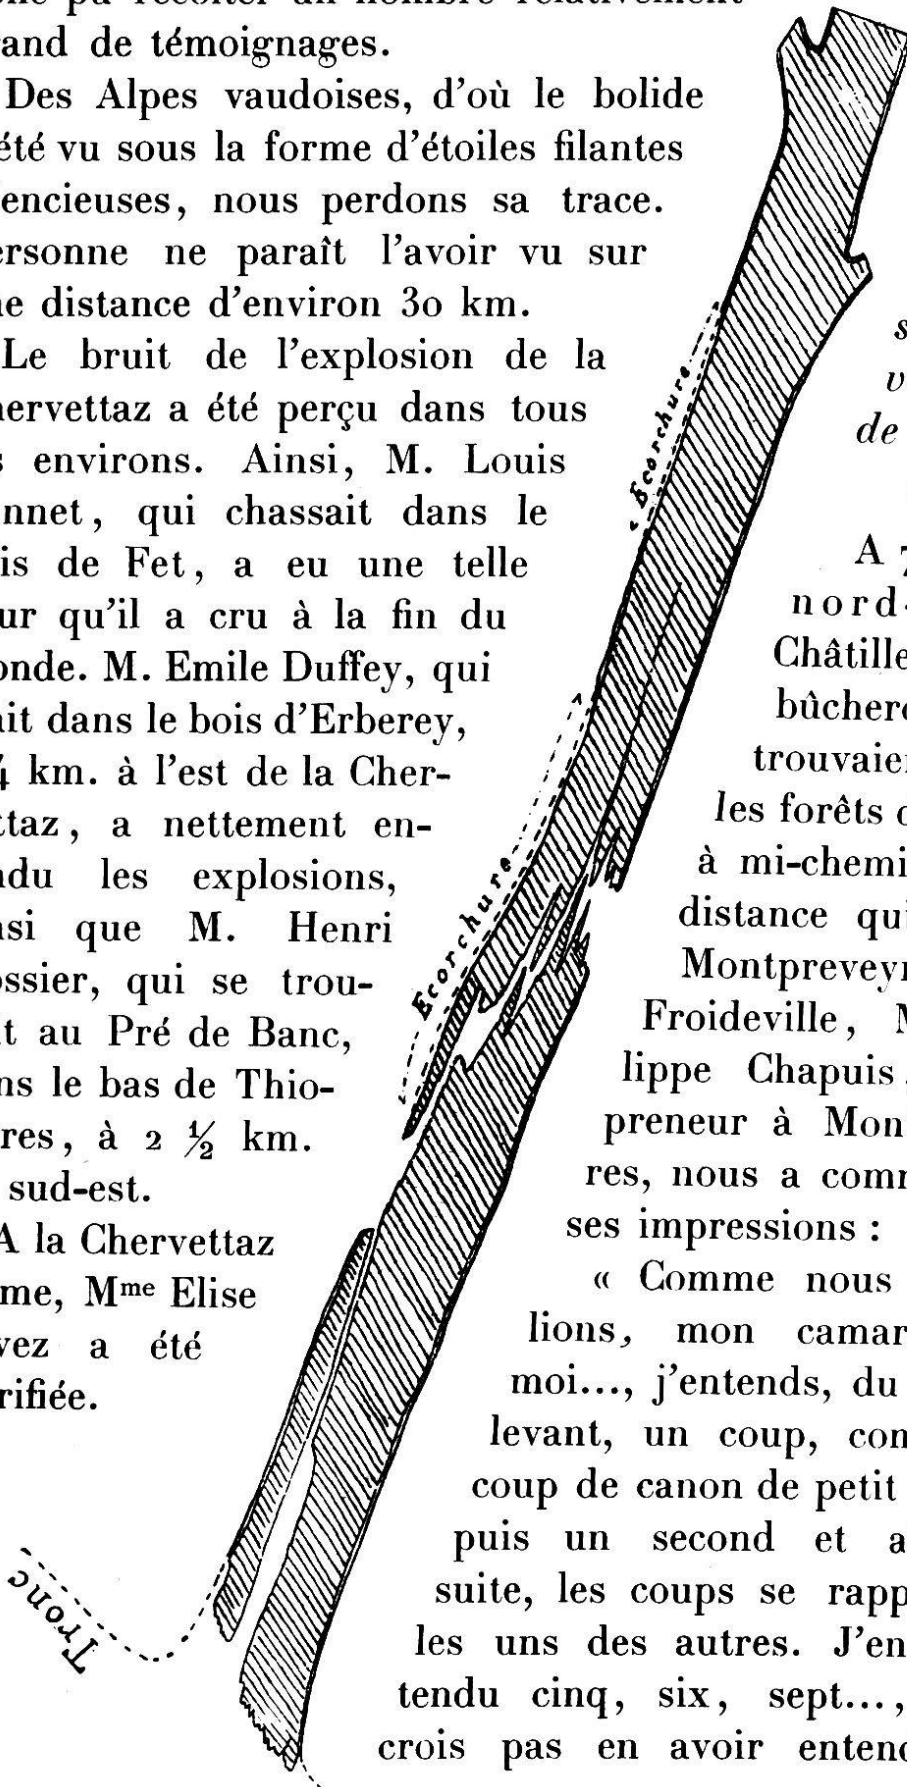 rand de témoignages.
Des Alpes vaudoises, d'où le bolide
été vu sous la forme d'étoiles filantes
encieuses, nous perdons sa trace.
ersonne ne paraît l'avoir vu sur
ne distance d'environ 30 km.
Le bruit de l'explosion de la
hervettaz a été perçu dans tous
s environs. Ainsi, M. Louis
nnet, qui chassait dans le
is de Fet, a eu une telle
ur qu'il a cru à la fin du
onde. M. Emile Duffey, qui
ait dans le bois d'Erberey,
4 km. à l'est de la Cher-
ttaz, a nettement en-
ndu les explosions,
nsi que M. Henri
ossier, qui se trou-
it au Pré de Banc,
ns le bas de Thio-
res, à 2 ½ km.
sud-est.
A la Chervettaz
me, Mme Elise
vez a été
rifiée.
Ecorchure
Ecorchure
Tronc
s
v
de
A 7
nord-
Châtille
bûchero
trouvaien
les forêts d
à mi-chemi
distance qui
Montpreveyr
Froideville, M
lippe Chapuis,
preneur à Mon
res, nous a comm
ses impressions :
« Comme nous
lions, mon camar
moi..., j'entends, du
levant, un coup, com
coup de canon de petit
puis un second et a
suite, les coups se rapp
les uns des autres. J'en
tendu cinq, six, sept...,
crois pas en avoir entend